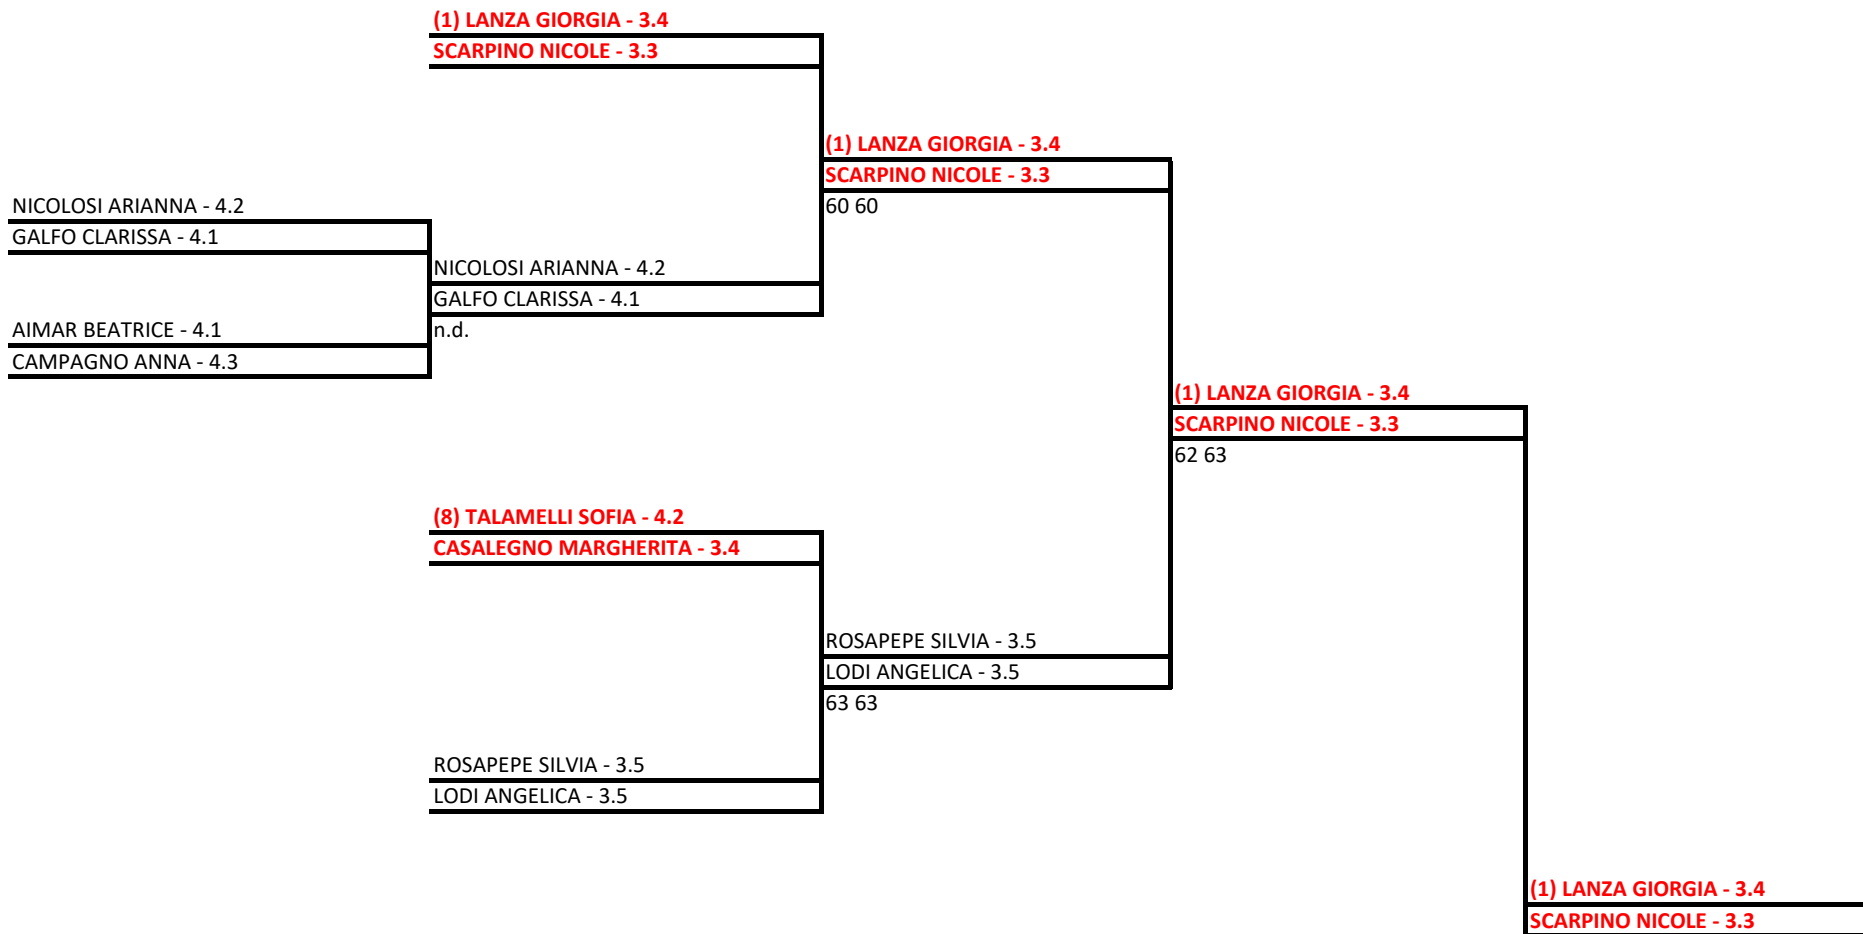 (1) LANZA GIORGIA - 3.4
SCARPINO NICOLE - 3.3
(1) LANZA GIORGIA - 3.4
SCARPINO NICOLE - 3.3
NICOLOSI ARIANNA - 4.2
60 60
GALFO CLARISSA - 4.1
NICOLOSI ARIANNA - 4.2
GALFO CLARISSA - 4.1
AIMAR BEATRICE - 4.1
n.d.
CAMPAGNO ANNA - 4.3
(1) LANZA GIORGIA - 3.4
SCARPINO NICOLE - 3.3
62 63
(8) TALAMELLI SOFIA - 4.2
CASALEGNO MARGHERITA - 3.4
ROSAPEPE SILVIA - 3.5
LODI ANGELICA - 3.5
63 63
ROSAPEPE SILVIA - 3.5
LODI ANGELICA - 3.5
(1) LANZA GIORGIA - 3.4
SCARPINO NICOLE - 3.3